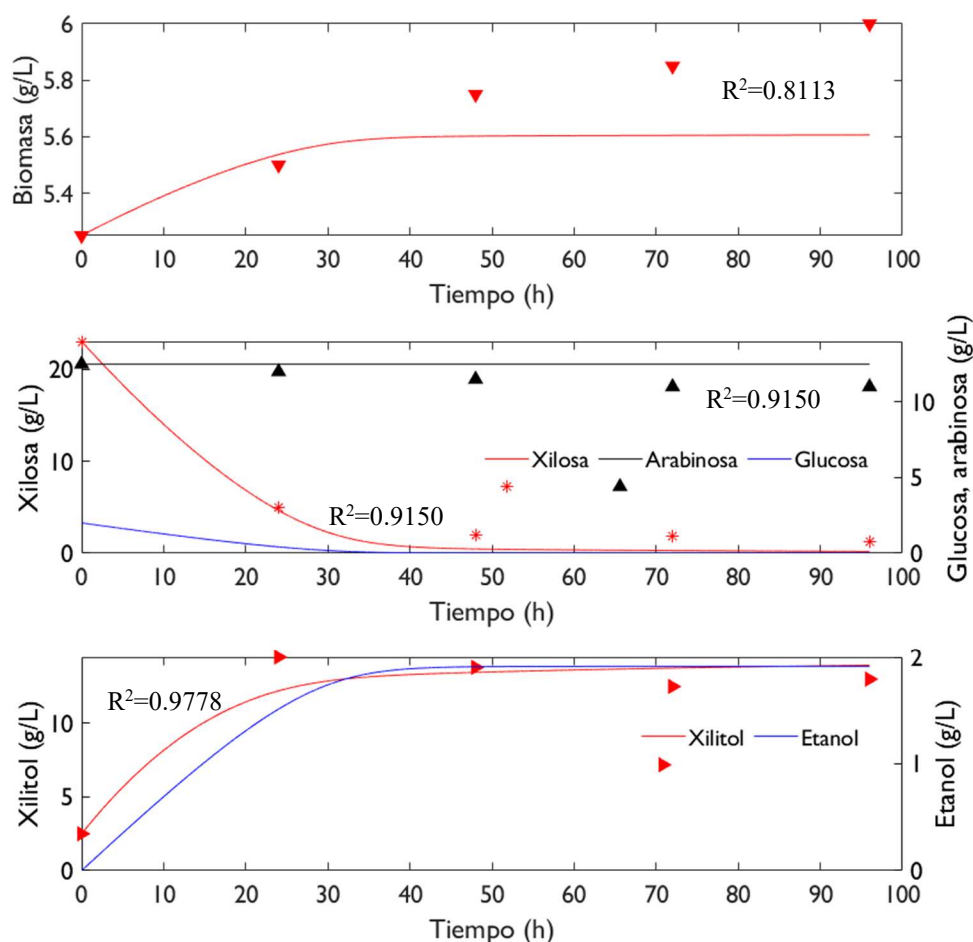 6
5.8
5.6
5.4
Biomasa (g/L)
R²=0.8113
0 10 20 30 40 50 60 70 80 90 100
Tiempo (h)
20
10
0
Xilosa (g/L)
R²=0.9150
Xilosa Arabinosa Glucosa
R²=0.9150
10
5
0
Glucosa, arabinosa (g/L)
0 10 20 30 40 50 60 70 80 90 100
Tiempo (h)
10
5
0
Xilitol (g/L)
R²=0.9778
Xilitol Etanol
2
1
0
Etanol (g/L)
0 10 20 30 40 50 60 70 80 90 100
Tiempo (h)